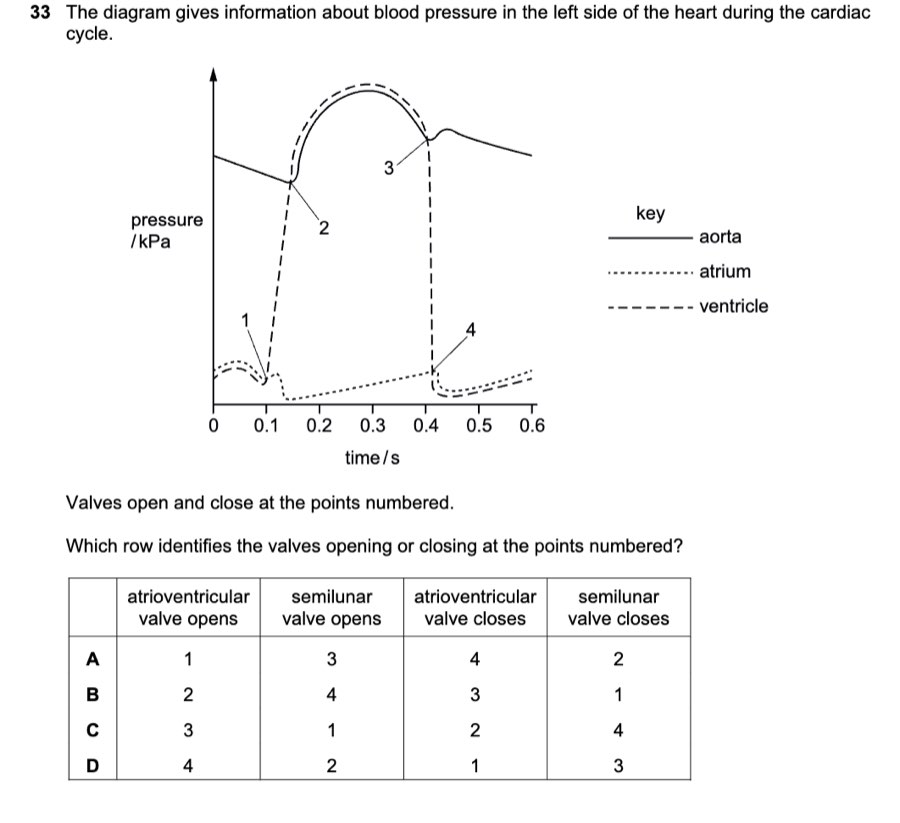 33 The diagram gives information about blood pressure in the left side of the heart during the cardiac
cycle.
pressure
/ kPa
1
2
3
4
0 0.1 0.2 0.3 0.4 0.5 0.6
time / s
key
aorta
atrium
ventricle
Valves open and close at the points numbered.
Which row identifies the valves opening or closing at the points numbered?
atrioventricular semilunar atrioventricular semilunar
valve opens valve opens valve closes valve closes
A 1 3 4 2
B 2 4 3 1
C 3 1 2 4
D 4 2 1 3